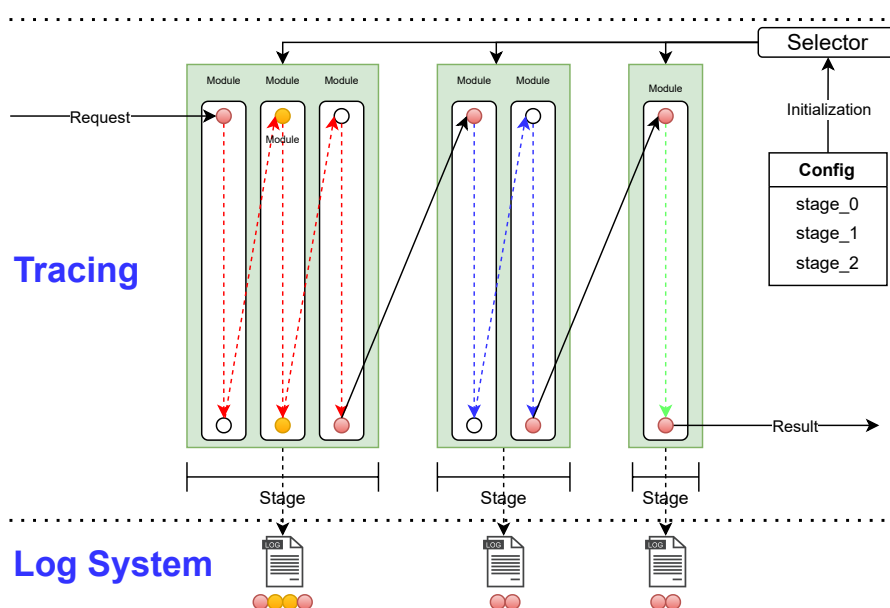 Selector
Module
Module
Module
Module
Module
Module
Request
Module
Initialization
Config
stage_0
stage_1
stage_2
Tracing
Result
Stage
Stage
Stage
Log System
LOG
LOG
LOG